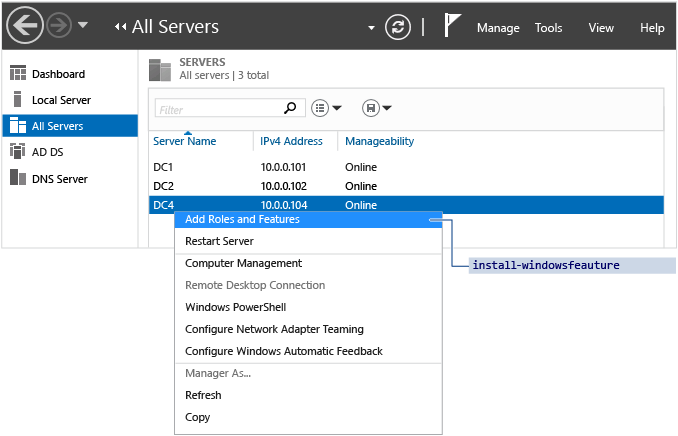 All Servers
Manage Tools View Help
Dashboard
Local Server
All Servers
AD DS
DNS Server
SERVERS
All servers | 3 total
Filter
Server Name IPv4 Address Manageability
DC1 10.0.0.101 Online
DC2 10.0.0.102 Online
DC4 10.0.0.104 Online
Add Roles and Features
Restart Server
Computer Management
Remote Desktop Connection
Windows PowerShell
Configure Network Adapter Teaming
Configure Windows Automatic Feedback
Manager As...
Refresh
Copy
install-windowsfeauture